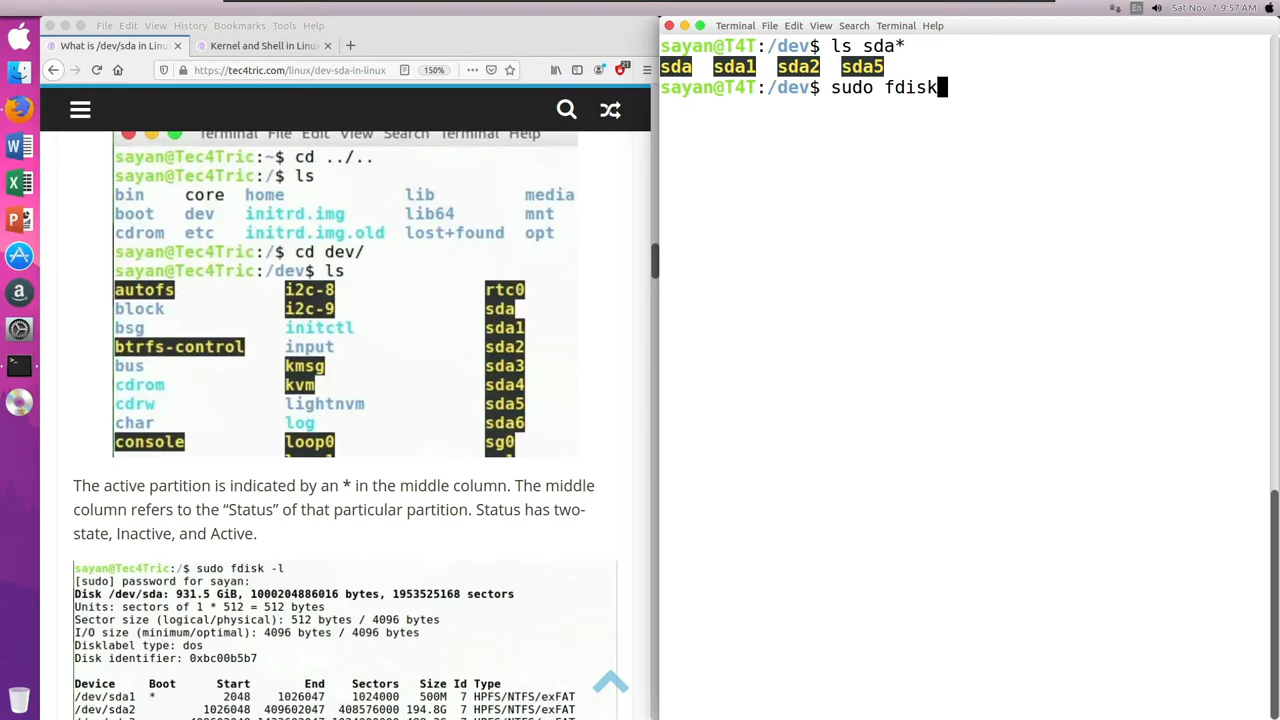 File Edit View History Bookmarks Tools Help
What is /dev/sda in Linu
Kernel and Shell in Linux
https://tec4tric.com/linux/dev-sda-in-linux
150%
21
Terminal File Edit View Search Terminal Help
sayan@Tec4Tric:~$ cd ../..
sayan@Tec4Tric:/$ ls
bin core home lib media
boot dev initrd.img lib64 mnt
cdrom etc initrd.img.old lost+found opt
sayan@Tec4Tric:/$ cd dev/
sayan@Tec4Tric:/dev$ ls
autofs i2c-8 rtc0
block i2c-9 sda
bsg initctl sda1
btrfs-control input sda2
bus kmsg sda3
cdrom kvm sda4
cdrw lightnvm sda5
char log sda6
console loop0 sg0
The active partition is indicated by an * in the middle column. The middle
column refers to the “Status” of that particular partition. Status has two-
state, Inactive, and Active.
sayan@Tec4Tric:/$ sudo fdisk -l
[sudo] password for sayan:
Disk /dev/sda: 931.5 GiB, 1000204886016 bytes, 1953525168 sectors
Units: sectors of 1 * 512 = 512 bytes
Sector size (logical/physical): 512 bytes / 4096 bytes
I/O size (minimum/optimal): 4096 bytes / 4096 bytes
Disklabel type: dos
Disk identifier: 0xbc00b5b7
Device Boot Start End Sectors Size Id Type
/dev/sda1 * 2048 1026047 1024000 500M 7 HPFS/NTFS/exFAT
/dev/sda2 1026048 409602047 408576000 194.8G 7 HPFS/NTFS/exFAT
En
Sat Nov 7 9:57 AM
Terminal File Edit View Search Terminal Help
sayan@T4T:/dev$ ls sda*
sda sda1 sda2 sda5
sayan@T4T:/dev$ sudo fdisk